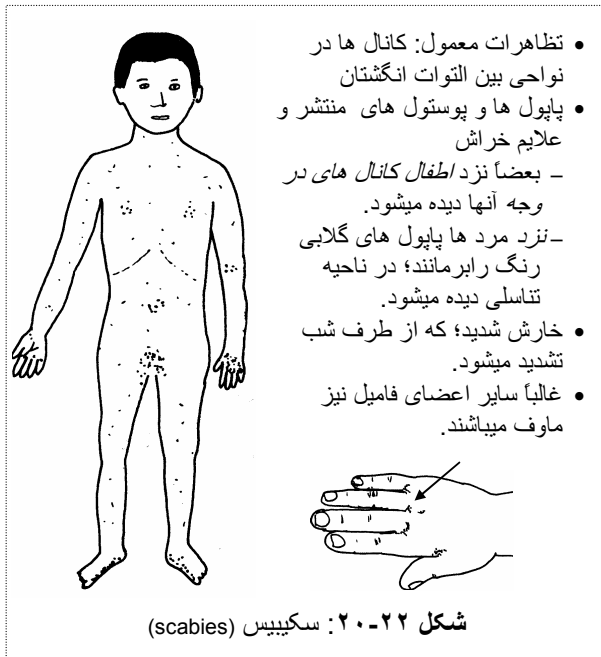 • تظاهرات معمول: کانال ها در
نواحی بین التوات انگشتان
• پاپول ها و پوستول های منتشر و
علایم خراش
- بعضاً نزد اطفال کانال های در
وجه آنها دیده میشود.
- نزد مرد ها پاپول های گلابی
رنگ رابرمانند؛ در ناحیه
تناسلی دیده میشود.
• خارش شدید؛ که از طرف شب
تشدید میشود.
• غالباً سایر اعضای فامیل نیز
ماوف میباشند.
شکل ۲۲-۲۰: سکیبیس (scabies)